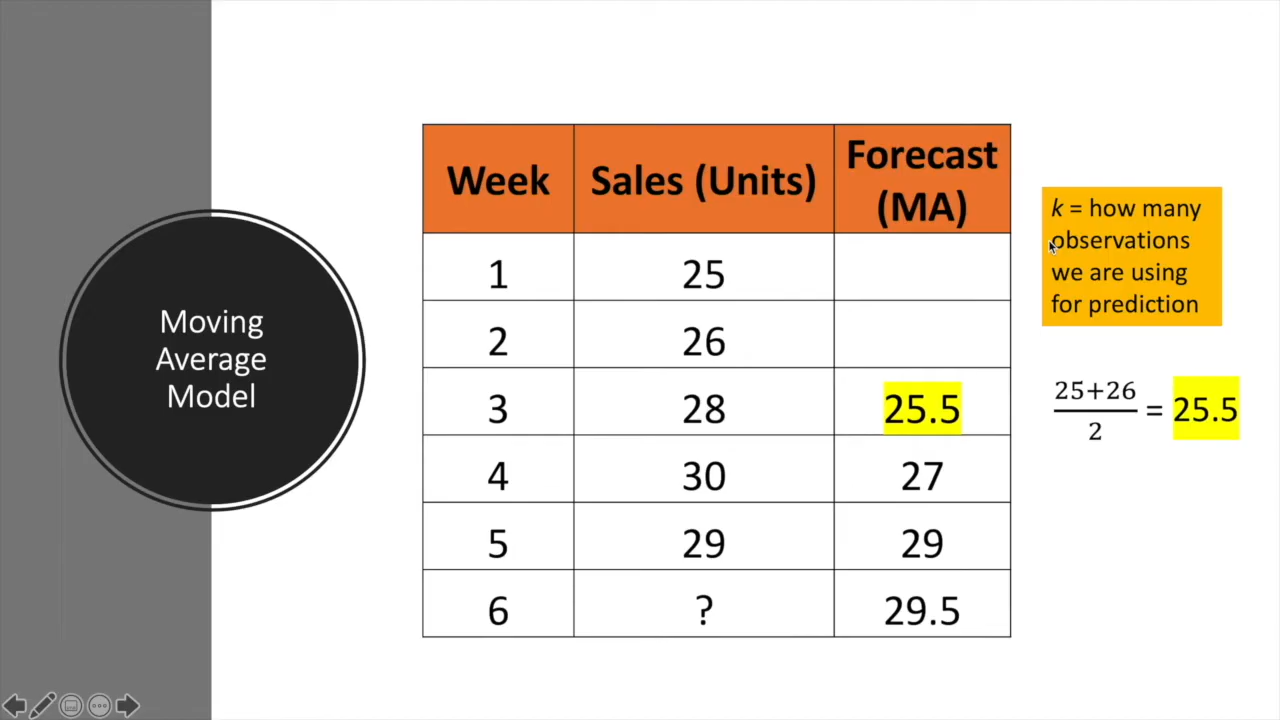 Moving
Average
Model
Week Sales (Units) Forecast
(MA)
1 25
2 26
3 28 25.5
4 30 27
5 29 29
6 ? 29.5
k = how many
observations
we are using
for prediction
25+26
2
= 25.5